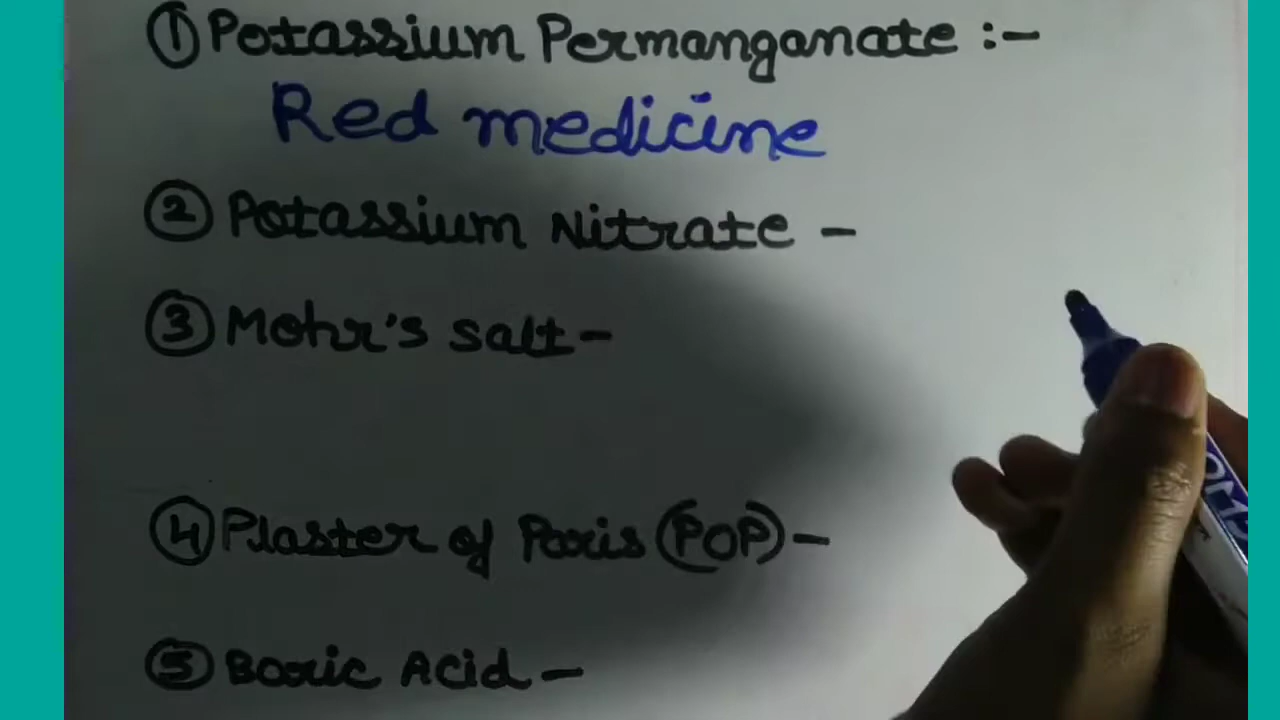 ① Potassium Permanganate :-
Red medicine
② Potassium Nitrate -
③ Mohr's salt -
④ Plaster of Paris (POP) -
⑤ Boric Acid -